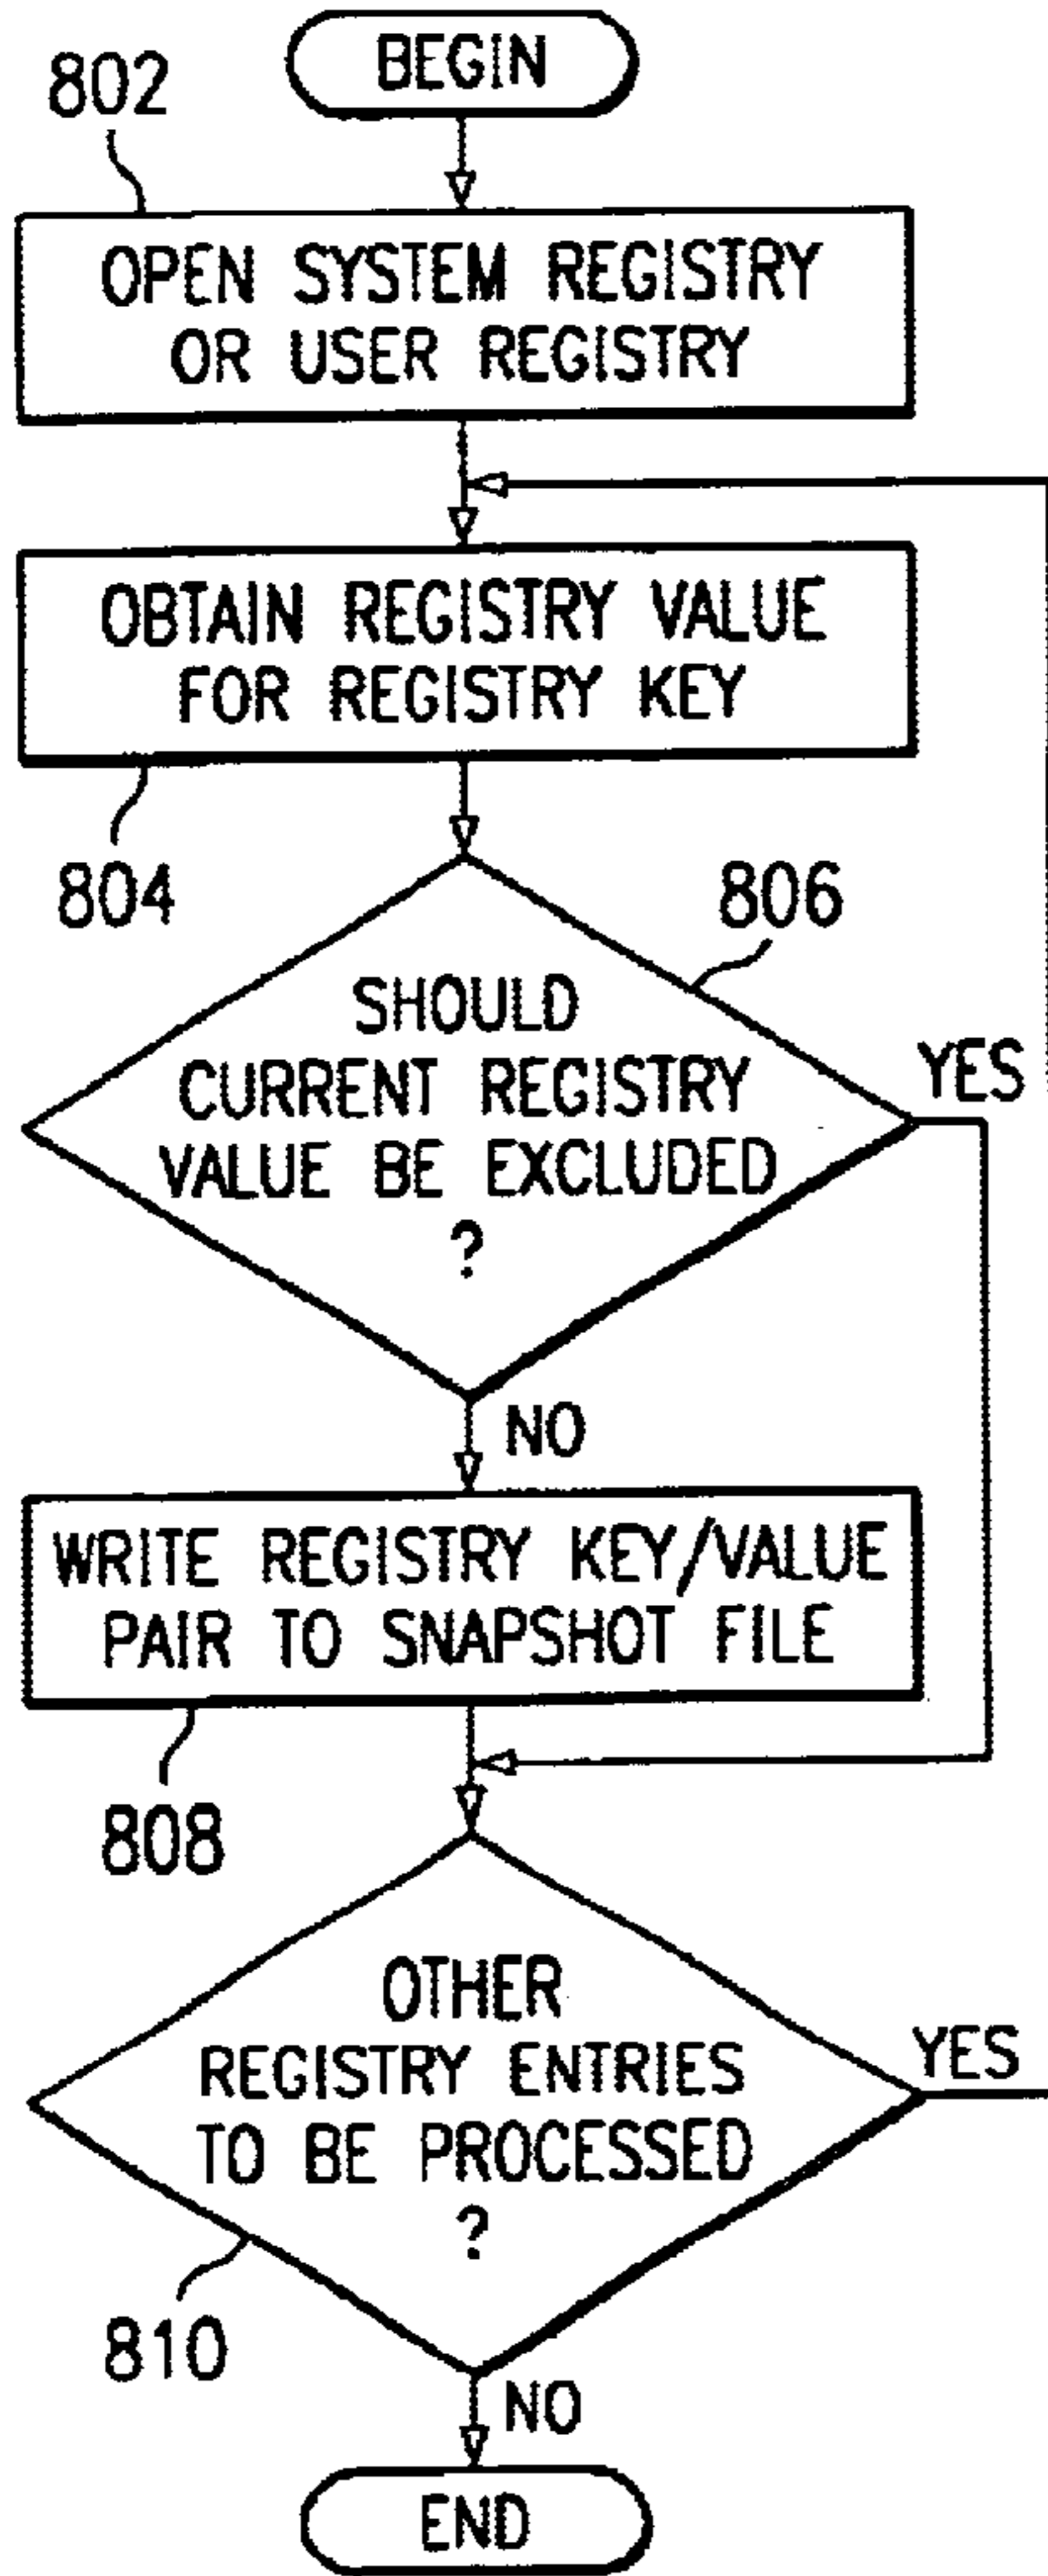 BEGIN
802
OPEN SYSTEM REGISTRY
OR USER REGISTRY
OBTAIN REGISTRY VALUE
FOR REGISTRY KEY
804
806
SHOULD
CURRENT REGISTRY
VALUE BE EXCLUDED
?
YES
NO
WRITE REGISTRY KEY/VALUE
PAIR TO SNAPSHOT FILE
808
OTHER
REGISTRY ENTRIES
TO BE PROCESSED
?
YES
810
NO
END